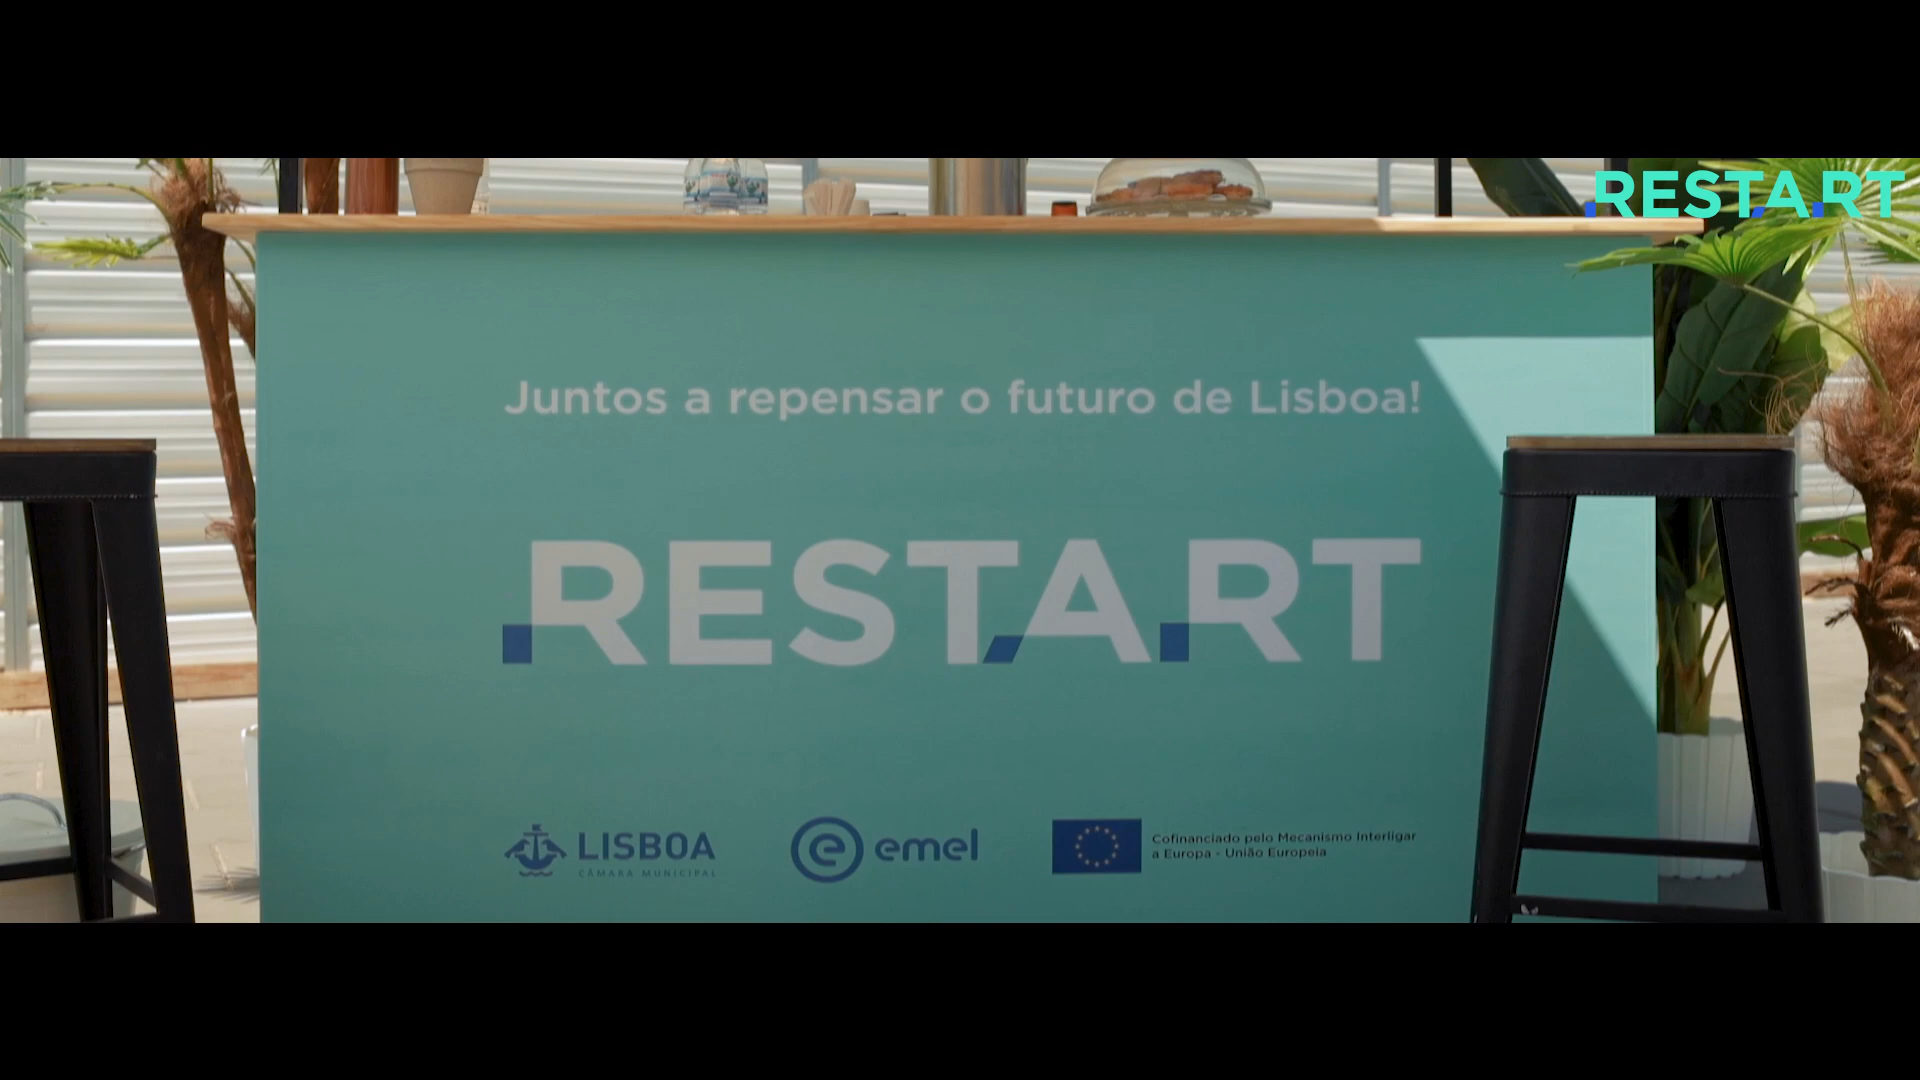 RESTART
Juntos a repensar o futuro de Lisboa!
RESTART
LISBOA
CÂMARA MUNICIPAL
emel
Cofinanciado pelo Mecanismo Interligar
a Europa - União Europeia